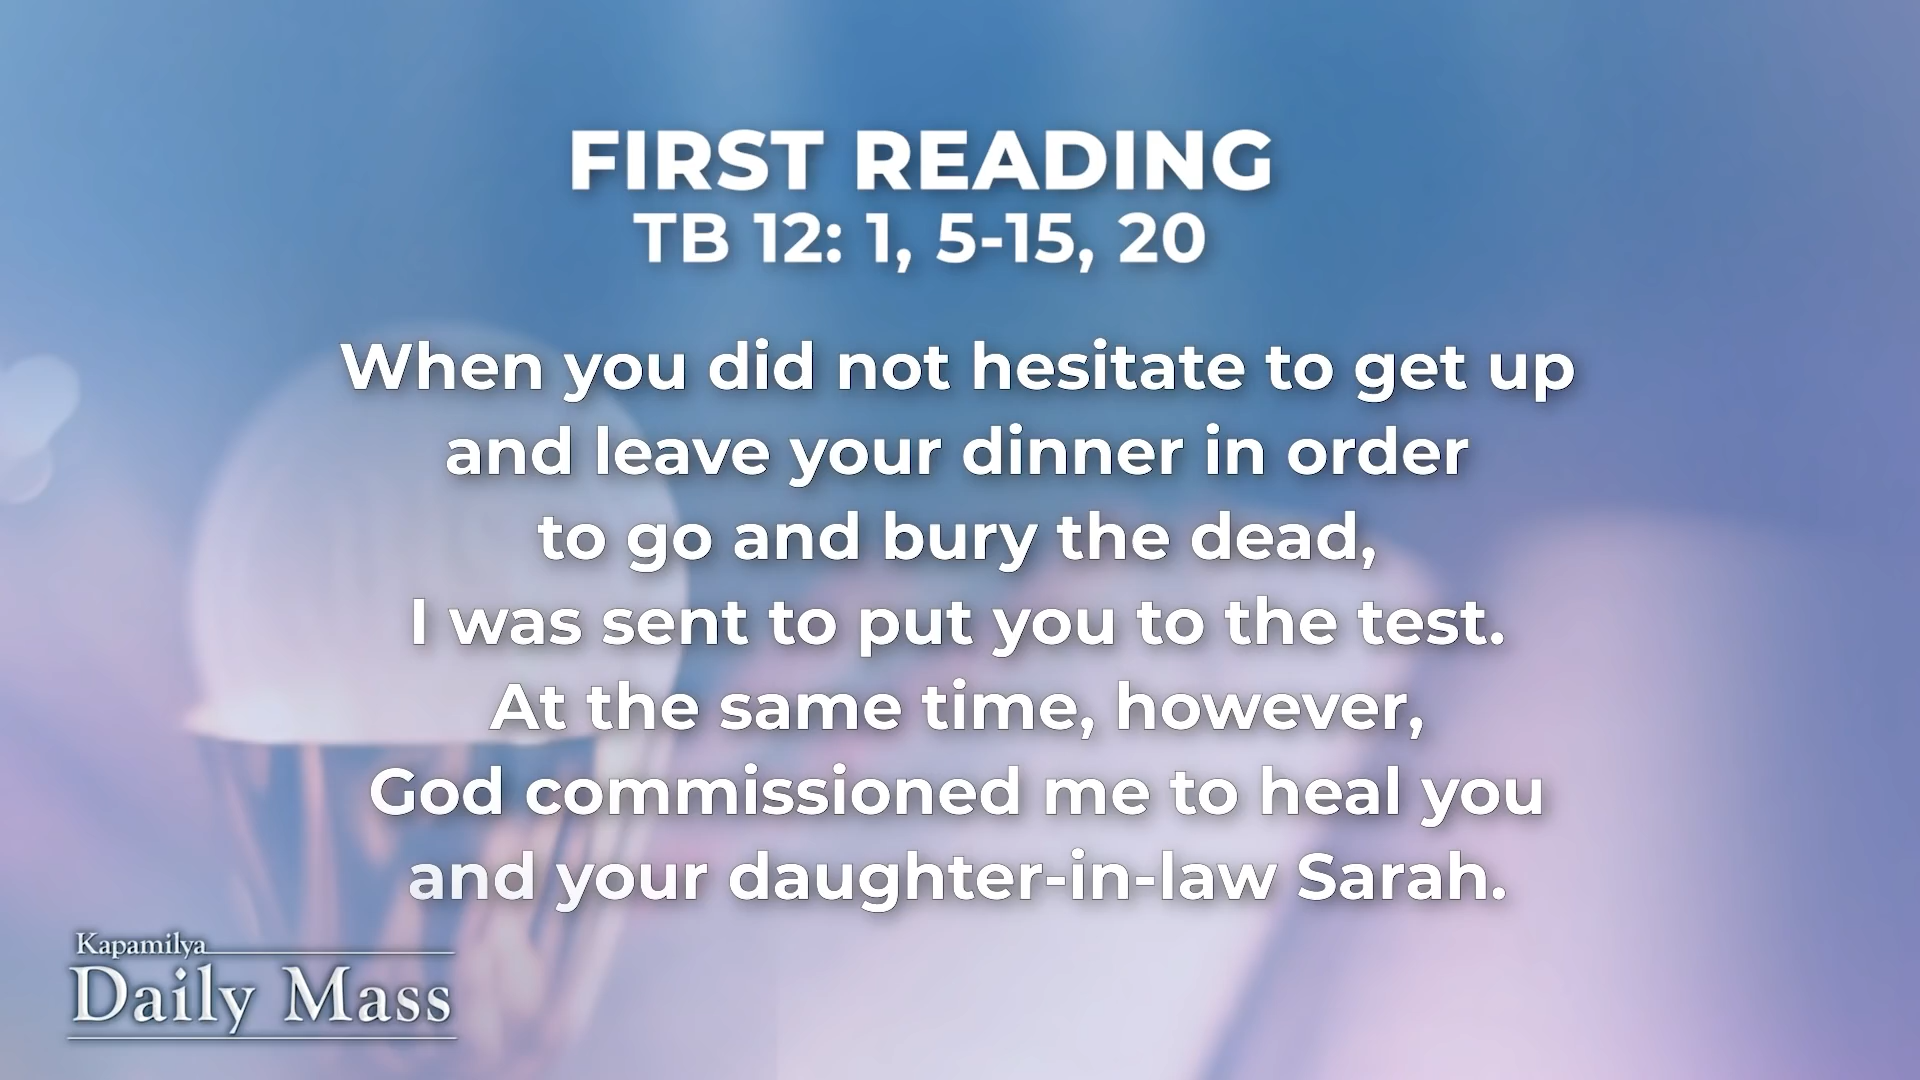 FIRST READING
TB 12: 1, 5-15, 20
When you did not hesitate to get up
and leave your dinner in order
to go and bury the dead,
I was sent to put you to the test.
At the same time, however,
God commissioned me to heal you
and your daughter-in-law Sarah.
Kapamilya
Daily Mass